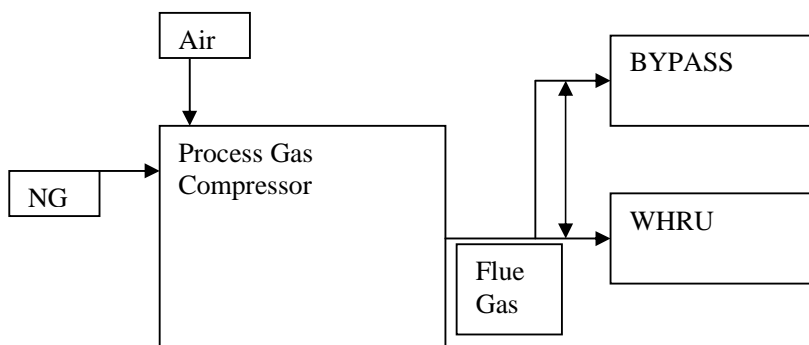 Air
BYPASS
Process Gas
Compressor
NG
WHRU
Flue
Gas